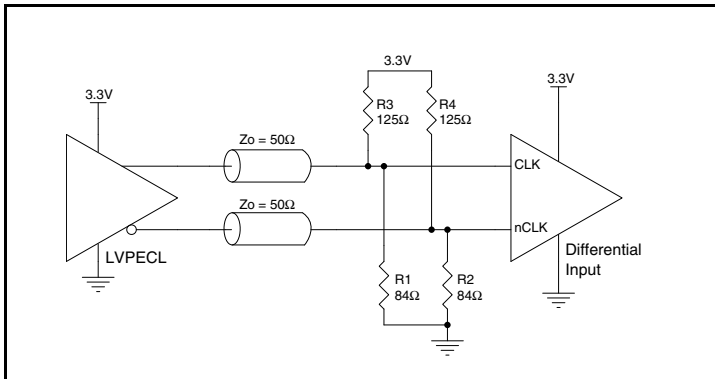 3.3V
3.3V
3.3V
R3
125Ω
R4
125Ω
Zo = 50Ω
CLK
Zo = 50Ω
nCLK
LVPECL
Differential
Input
R1
84Ω
R2
84Ω